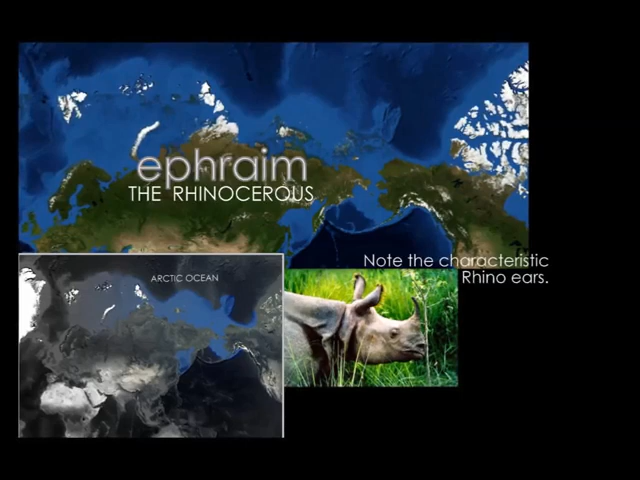 ephraim
THE RHINOCEROUS
Note the characteristic
Rhino ears.
ARCTIC OCEAN